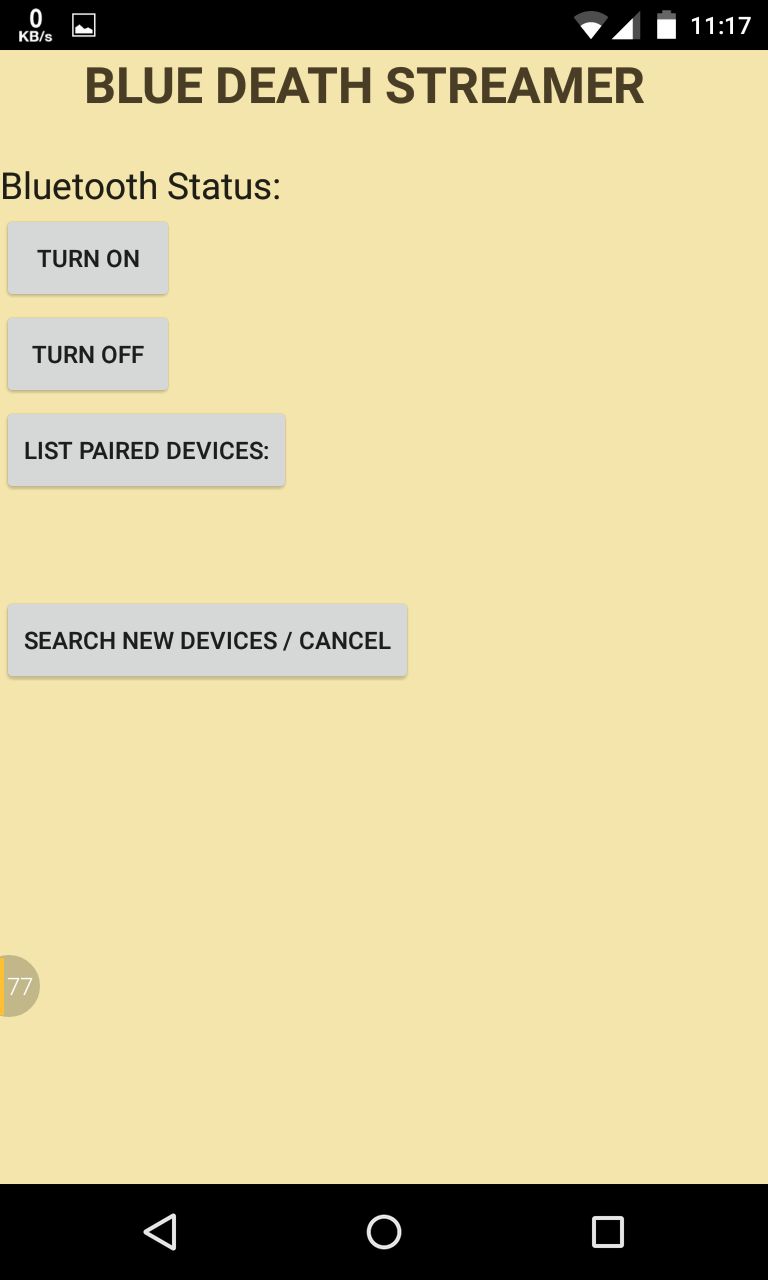 0
KB/s
11:17
BLUE DEATH STREAMER
Bluetooth Status:
TURN ON
TURN OFF
LIST PAIRED DEVICES:
SEARCH NEW DEVICES / CANCEL
77